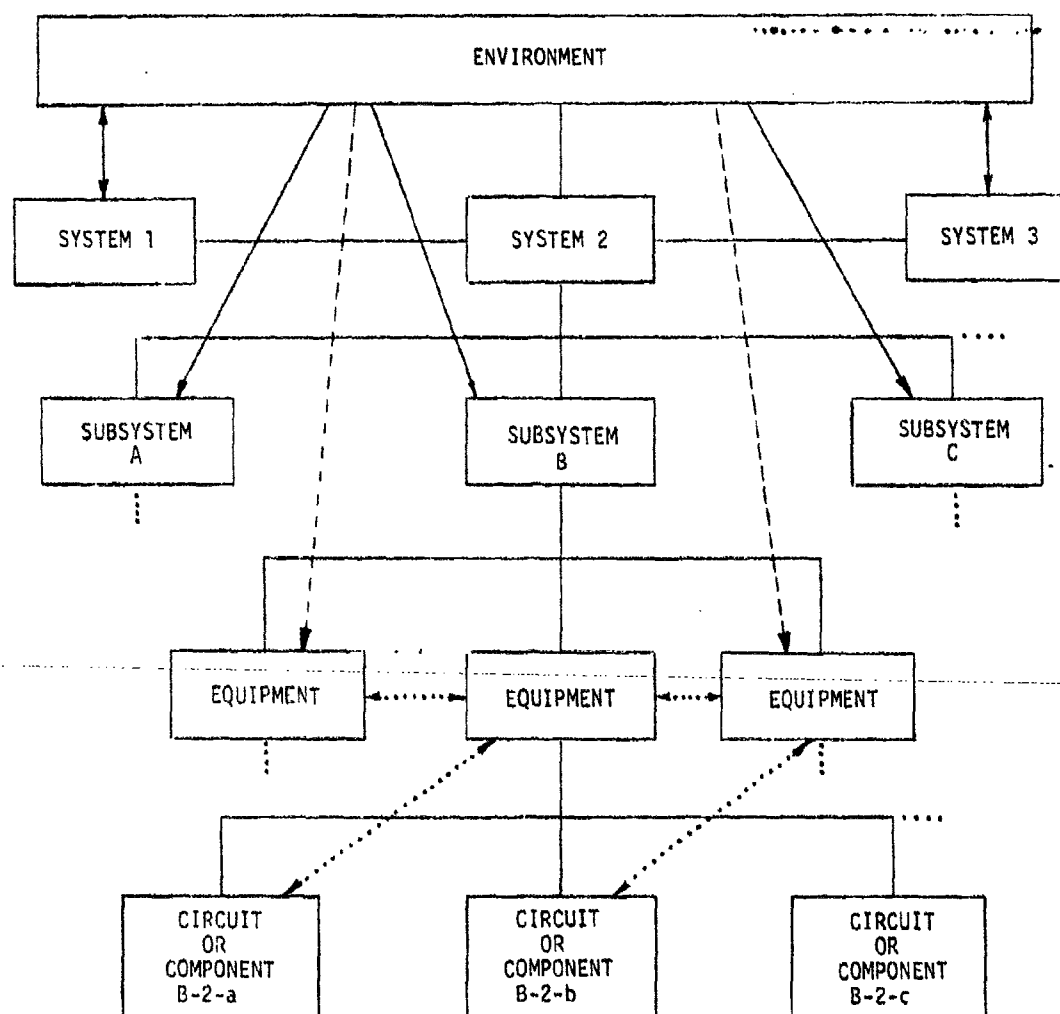 ENVIRONMENT
SYSTEM 1
SYSTEM 2
SYSTEM 3
SUBSYSTEM
A
SUBSYSTEM
B
SUBSYSTEM
C
EQUIPMENT
EQUIPMENT
EQUIPMENT
CIRCUIT
OR
COMPONENT
B-2-a
CIRCUIT
OR
COMPONENT
B-2-b
CIRCUIT
OR
COMPONENT
B-2-c